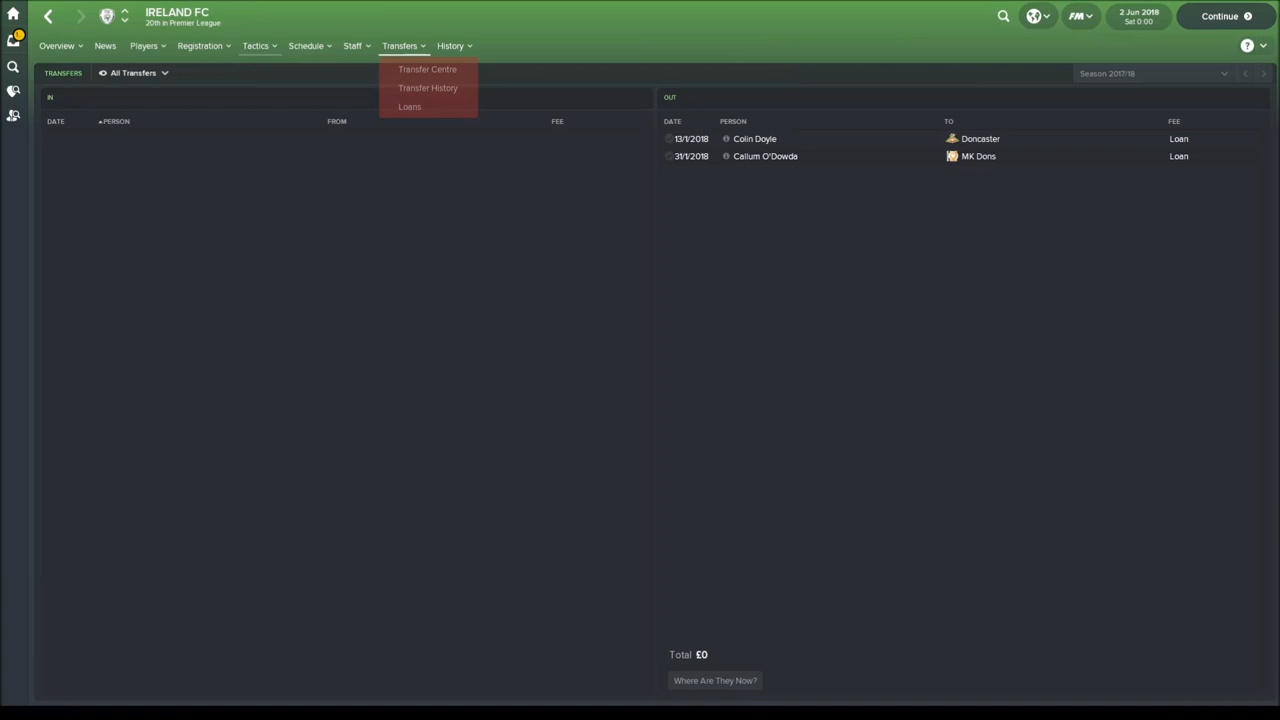 IRELAND FC
20th in Premier League
FM
2 Jun 2018
Sat 0:00
Continue
Overview News Players Registration Tactics Schedule Staff Transfers History
?
TRANSFERS All Transfers
Season 2017/18
Transfer Centre
Transfer History
Loans
IN
DATE PERSON FROM FEE
OUT
DATE PERSON TO FEE
13/1/2018 Colin Doyle Doncaster Loan
31/1/2018 Callum O'Dowda MK Dons Loan
Total £0
Where Are They Now?